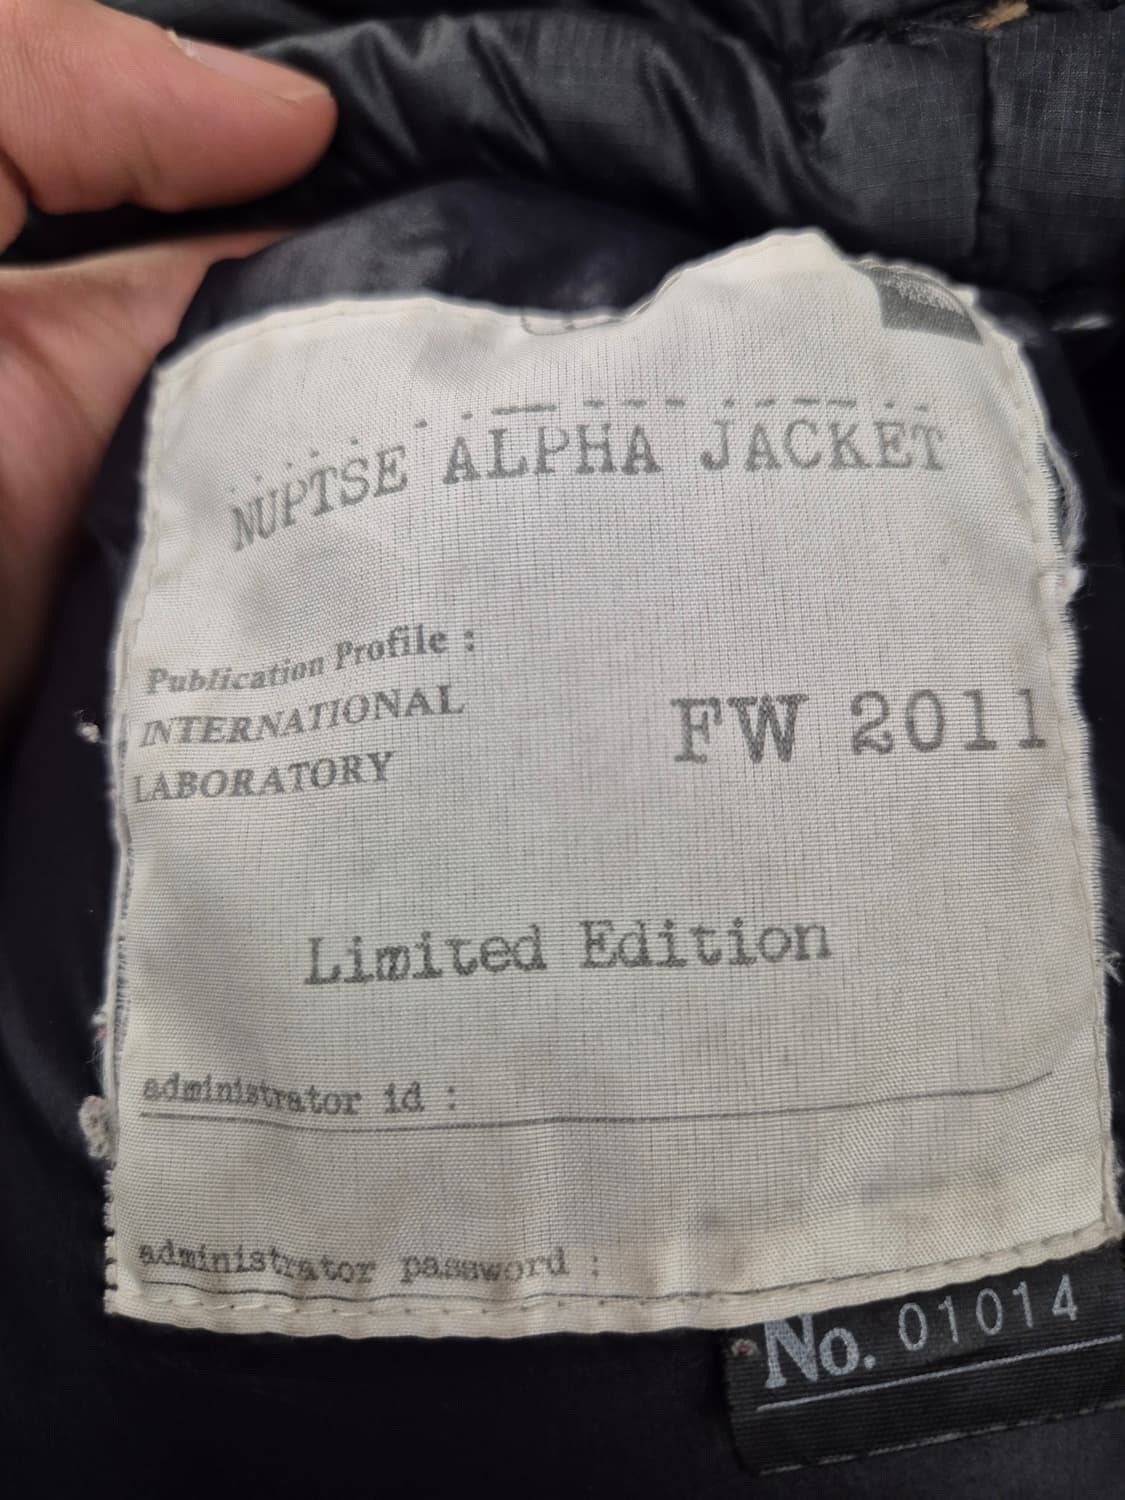 NUPTSE ALPHA JACKET
Publication Profile :
INTERNATIONAL
LABORATORY
FW 2011
Limited Edition
administrator id :
administrator password :
No. 01014